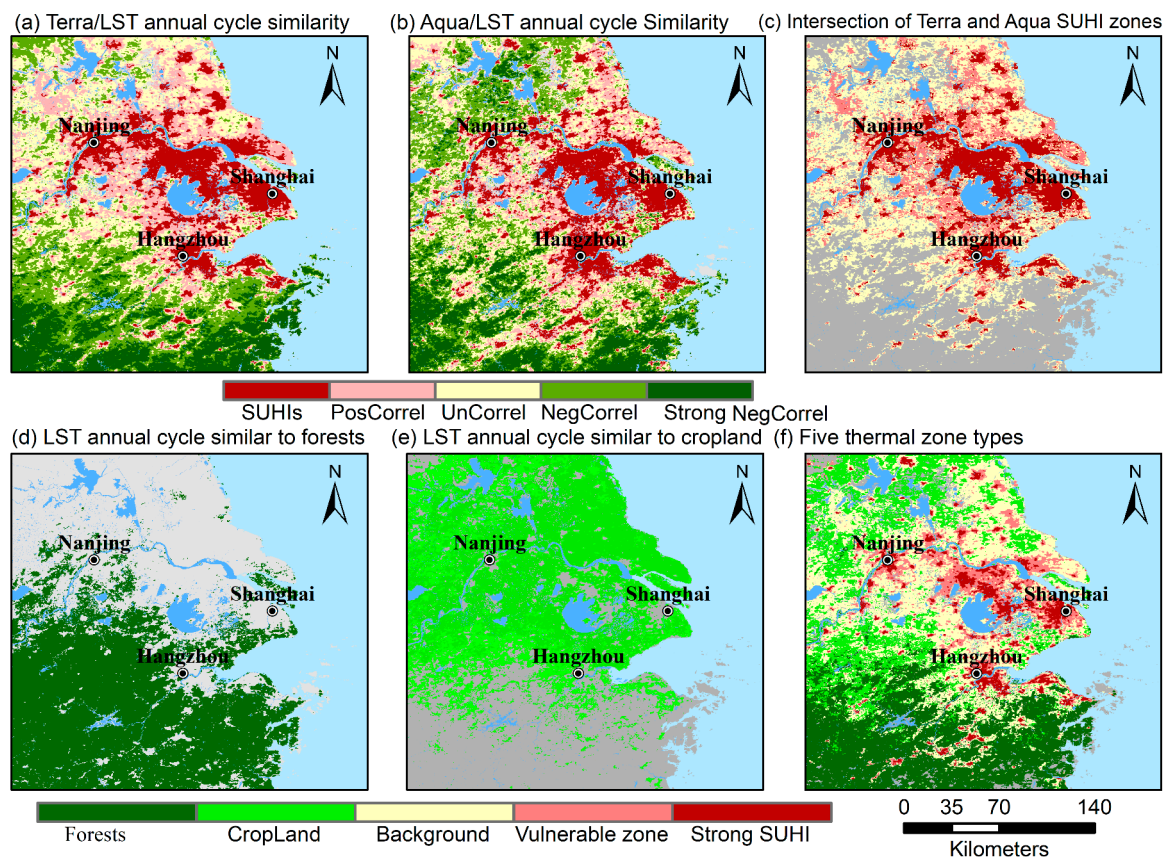 (a) Terra/LST annual cycle similarity
(b) Aqua/LST annual cycle Similarity
(c) Intersection of Terra and Aqua SUHI zones
N
Nanjing
Shanghai
Hangzhou
N
Nanjing
Shanghai
Hangzhou
N
Nanjing
Shanghai
Hangzhou
SUHIs PosCorrel UnCorrel NegCorrel Strong NegCorrel
(d) LST annual cycle similar to forests
(e) LST annual cycle similar to cropland
(f) Five thermal zone types
N
Nanjing
Shanghai
Hangzhou
N
Nanjing
Shanghai
Hangzhou
N
Nanjing
Shanghai
Hangzhou
Forests CropLand Background Vulnerable zone Strong SUHI
0 35 70 140
Kilometers